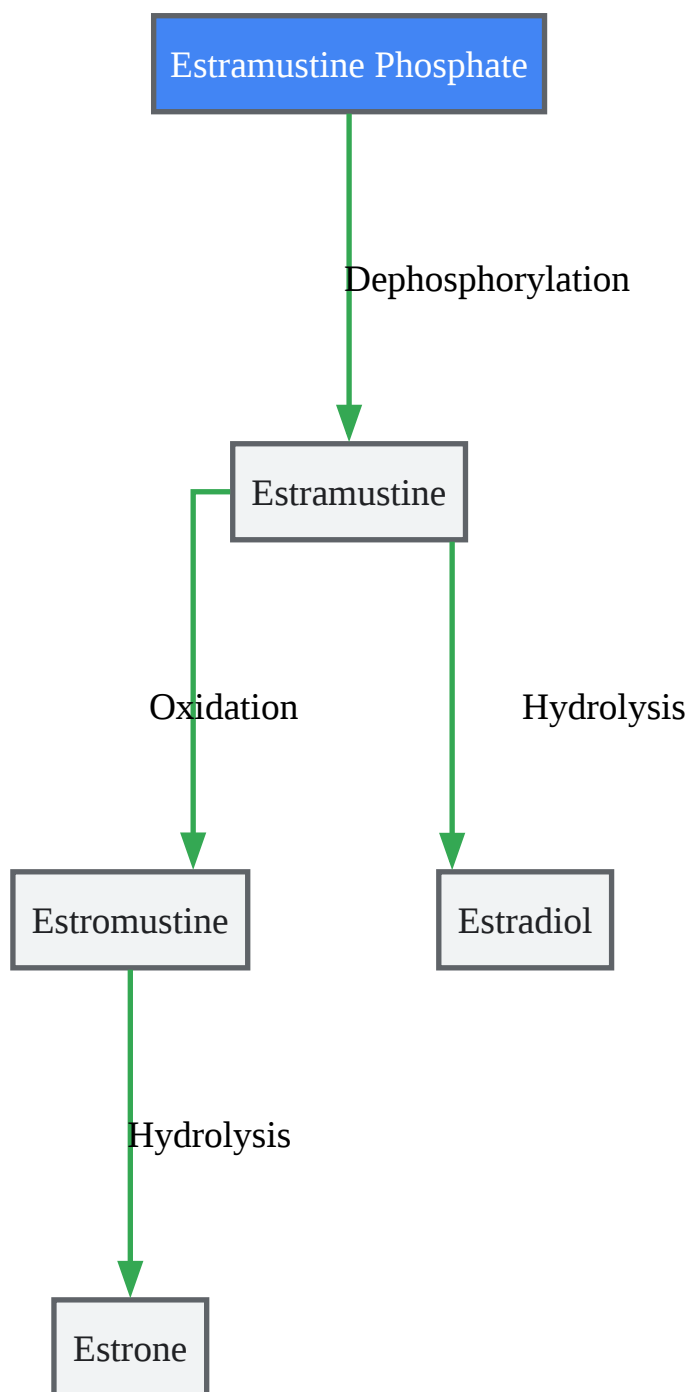 Estramustine Phosphate
Dephosphorylation
Estramustine
Oxidation
Hydrolysis
Estromustine
Estradiol
Hydrolysis
Estrone